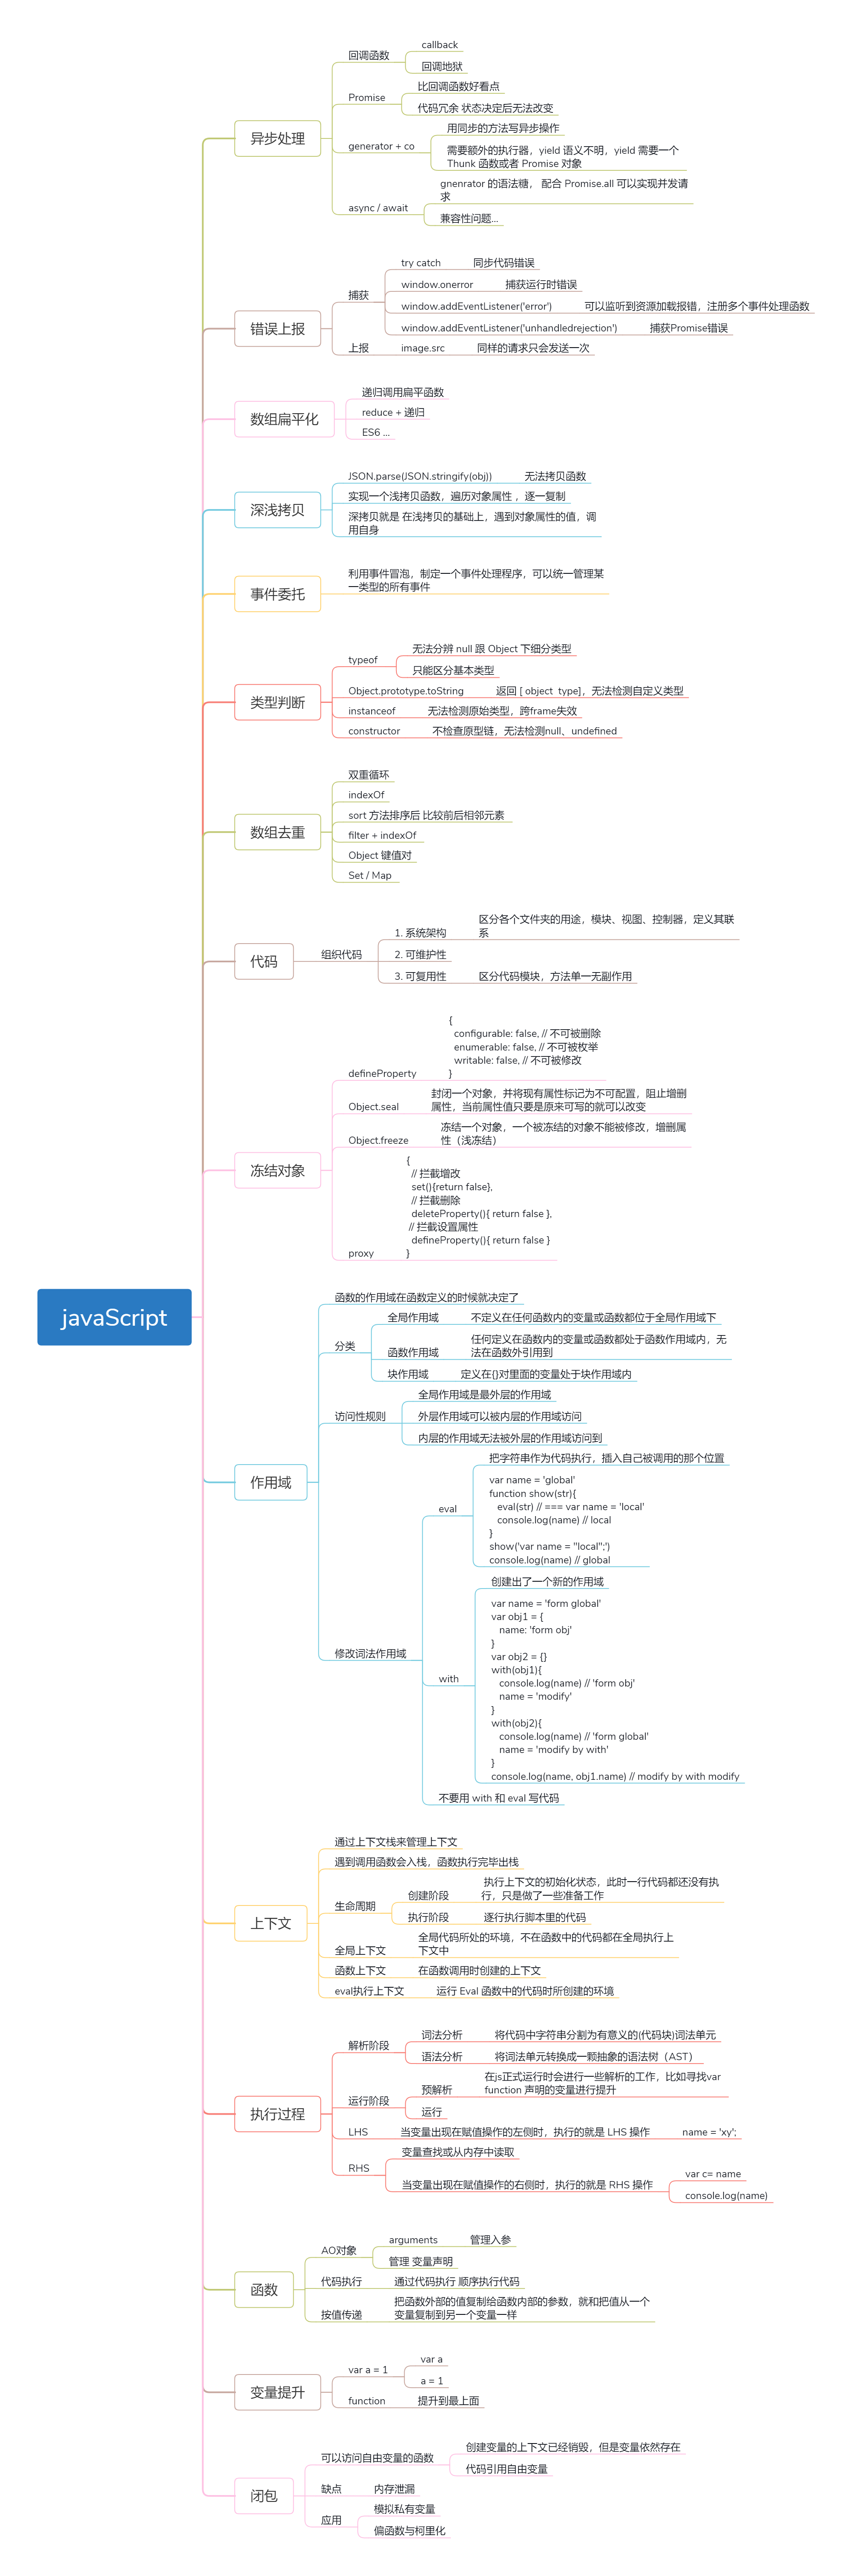 javaScript
异步处理
回调函数
callback
回调地狱
Promise
比回调函数好看点
代码冗余 状态决定后无法改变
generator + co
用同步的方法写异步操作
需要额外的执行器，yield 语义不明，yield 需要一个
Thunk 函数或者 Promise 对象
async / await
gnenrator 的语法糖， 配合 Promise.all 可以实现并发请
求
兼容性问题...
错误上报
捕获
try catch
同步代码错误
window.onerror
捕获运行时错误
window.addEventListener('error')
可以监听到资源加载报错，注册多个事件处理函数
window.addEventListener('unhandledrejection')
捕获Promise错误
上报
image.src
同样的请求只会发送一次
数组扁平化
递归调用扁平函数
reduce + 递归
ES6 ...
深浅拷贝
JSON.parse(JSON.stringify(obj))
无法拷贝函数
实现一个浅拷贝函数，遍历对象属性 ，逐一复制
深拷贝就是 在浅拷贝的基础上，遇到对象属性的值，调
用自身
事件委托
利用事件冒泡，制定一个事件处理程序，可以统一管理某
一类型的所有事件
类型判断
typeof
无法分辨 null 跟 Object 下细分类型
只能区分基本类型
Object.prototype.toString
返回 [ object  type]，无法检测自定义类型
instanceof
无法检测原始类型，跨frame失效
constructor
不检查原型链，无法检测null、undefined
数组去重
双重循环
indexOf
sort 方法排序后 比较前后相邻元素
filter + indexOf
Object 键值对
Set / Map
代码
组织代码
1. 系统架构
区分各个文件夹的用途，模块、视图、控制器，定义其联
系
2. 可维护性
3. 可复用性
区分代码模块，方法单一无副作用
冻结对象
defineProperty
{
configurable: false, // 不可被删除
enumerable: false, // 不可被枚举
writable: false, // 不可被修改
}
Object.seal
封闭一个对象，并将现有属性标记为不可配置，阻止增删
属性，当前属性值只要是原来可写的就可以改变
Object.freeze
冻结一个对象，一个被冻结的对象不能被修改，增删属
性（浅冻结）
proxy
{
// 拦截增改
set(){return false},
// 拦截删除
deleteProperty(){ return false },
// 拦截设置属性
defineProperty(){ return false }
}
作用域
函数的作用域在函数定义的时候就决定了
分类
全局作用域
不定义在任何函数内的变量或函数都位于全局作用域下
函数作用域
任何定义在函数内的变量或函数都处于函数作用域内，无
法在函数外引用到
块作用域
定义在{}对里面的变量处于块作用域内
访问性规则
全局作用域是最外层的作用域
外层作用域可以被内层的作用域访问
内层的作用域无法被外层的作用域访问到
修改词法作用域
eval
把字符串作为代码执行，插入自己被调用的那个位置
var name = 'global'
function show(str){
eval(str) // === var name = 'local'
console.log(name) // local
}
show('var name = "local";')
console.log(name) // global
with
创建出了一个新的作用域
var name = 'form global'
var obj1 = {
name: 'form obj'
}
var obj2 = {}
with(obj1){
console.log(name) // 'form obj'
name = 'modify'
}
with(obj2){
console.log(name) // 'form global'
name = 'modify by with'
}
console.log(name, obj1.name) // modify by with modify
不要用 with 和 eval 写代码
上下文
通过上下文栈来管理上下文
遇到调用函数会入栈，函数执行完毕出栈
生命周期
创建阶段
执行上下文的初始化状态，此时一行代码都还没有执
行，只是做了一些准备工作
执行阶段
逐行执行脚本里的代码
全局上下文
全局代码所处的环境，不在函数中的代码都在全局执行上
下文中
函数上下文
在函数调用时创建的上下文
eval执行上下文
运行 Eval 函数中的代码时所创建的环境
执行过程
解析阶段
词法分析
将代码中字符串分割为有意义的(代码块)词法单元
语法分析
将词法单元转换成一颗抽象的语法树（AST）
运行阶段
预解析
在js正式运行时会进行一些解析的工作，比如寻找var
function 声明的变量进行提升
运行
LHS
当变量出现在赋值操作的左侧时，执行的就是 LHS 操作
name = 'xy';
RHS
变量查找或从内存中读取
当变量出现在赋值操作的右侧时，执行的就是 RHS 操作
var c= name
console.log(name)
函数
AO对象
arguments
管理入参
管理 变量声明
代码执行
通过代码执行 顺序执行代码
按值传递
把函数外部的值复制给函数内部的参数，就和把值从一个
变量复制到另一个变量一样
变量提升
var a = 1
var a
a = 1
function
提升到最上面
闭包
可以访问自由变量的函数
创建变量的上下文已经销毁，但是变量依然存在
代码引用自由变量
缺点
内存泄漏
应用
模拟私有变量
偏函数与柯里化